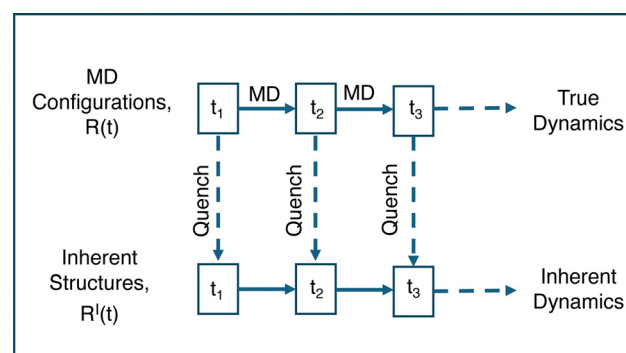 MD
Configurations,
R(t)
t₁
MD
t₂
MD
t₃
True
Dynamics
Quench
Quench
Quench
Inherent
Structures,
Rᴵ(t)
t₁
t₂
t₃
Inherent
Dynamics